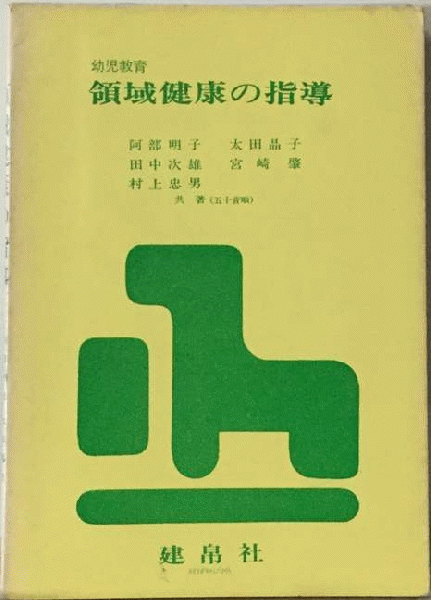 幼児教育
領域健康の指導
阿部明子 太田晶子
田中次雄 宮崎肇
村上忠男
共著(五十音順)
建帛社